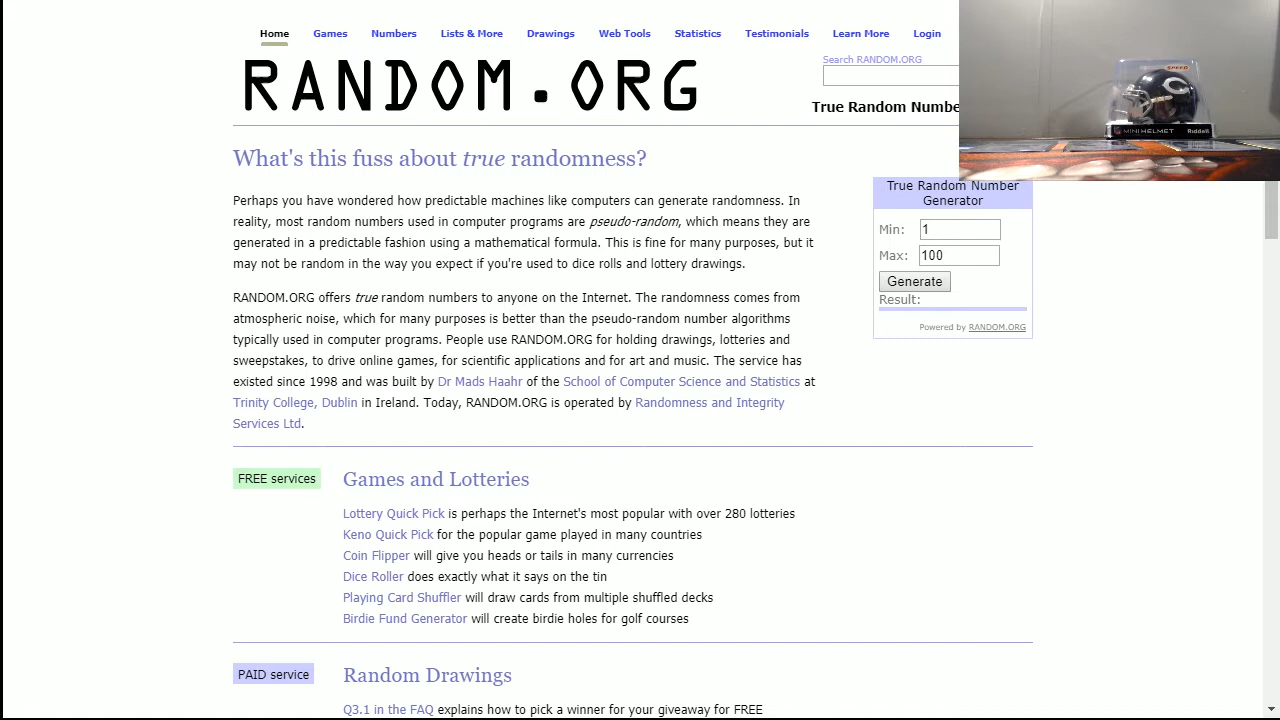 Home Games Numbers Lists & More Drawings Web Tools Statistics Testimonials Learn More Login
RANDOM.ORG
Search RANDOM.ORG
True Random Numbe
SPEED
MINI HELMET Riddell
What's this fuss about true randomness?
Perhaps you have wondered how predictable machines like computers can generate randomness. In
reality, most random numbers used in computer programs are pseudo-random, which means they are
generated in a predictable fashion using a mathematical formula. This is fine for many purposes, but it
may not be random in the way you expect if you're used to dice rolls and lottery drawings.
RANDOM.ORG offers true random numbers to anyone on the Internet. The randomness comes from
atmospheric noise, which for many purposes is better than the pseudo-random number algorithms
typically used in computer programs. People use RANDOM.ORG for holding drawings, lotteries and
sweepstakes, to drive online games, for scientific applications and for art and music. The service has
existed since 1998 and was built by Dr Mads Haahr of the School of Computer Science and Statistics at
Trinity College, Dublin in Ireland. Today, RANDOM.ORG is operated by Randomness and Integrity
Services Ltd.
True Random Number
Generator
Min: 1
Max: 100
Generate
Result:
Powered by RANDOM.ORG
FREE services
Games and Lotteries
Lottery Quick Pick is perhaps the Internet's most popular with over 280 lotteries
Keno Quick Pick for the popular game played in many countries
Coin Flipper will give you heads or tails in many currencies
Dice Roller does exactly what it says on the tin
Playing Card Shuffler will draw cards from multiple shuffled decks
Birdie Fund Generator will create birdie holes for golf courses
PAID service
Random Drawings
Q3.1 in the FAQ explains how to pick a winner for your giveaway for FREE